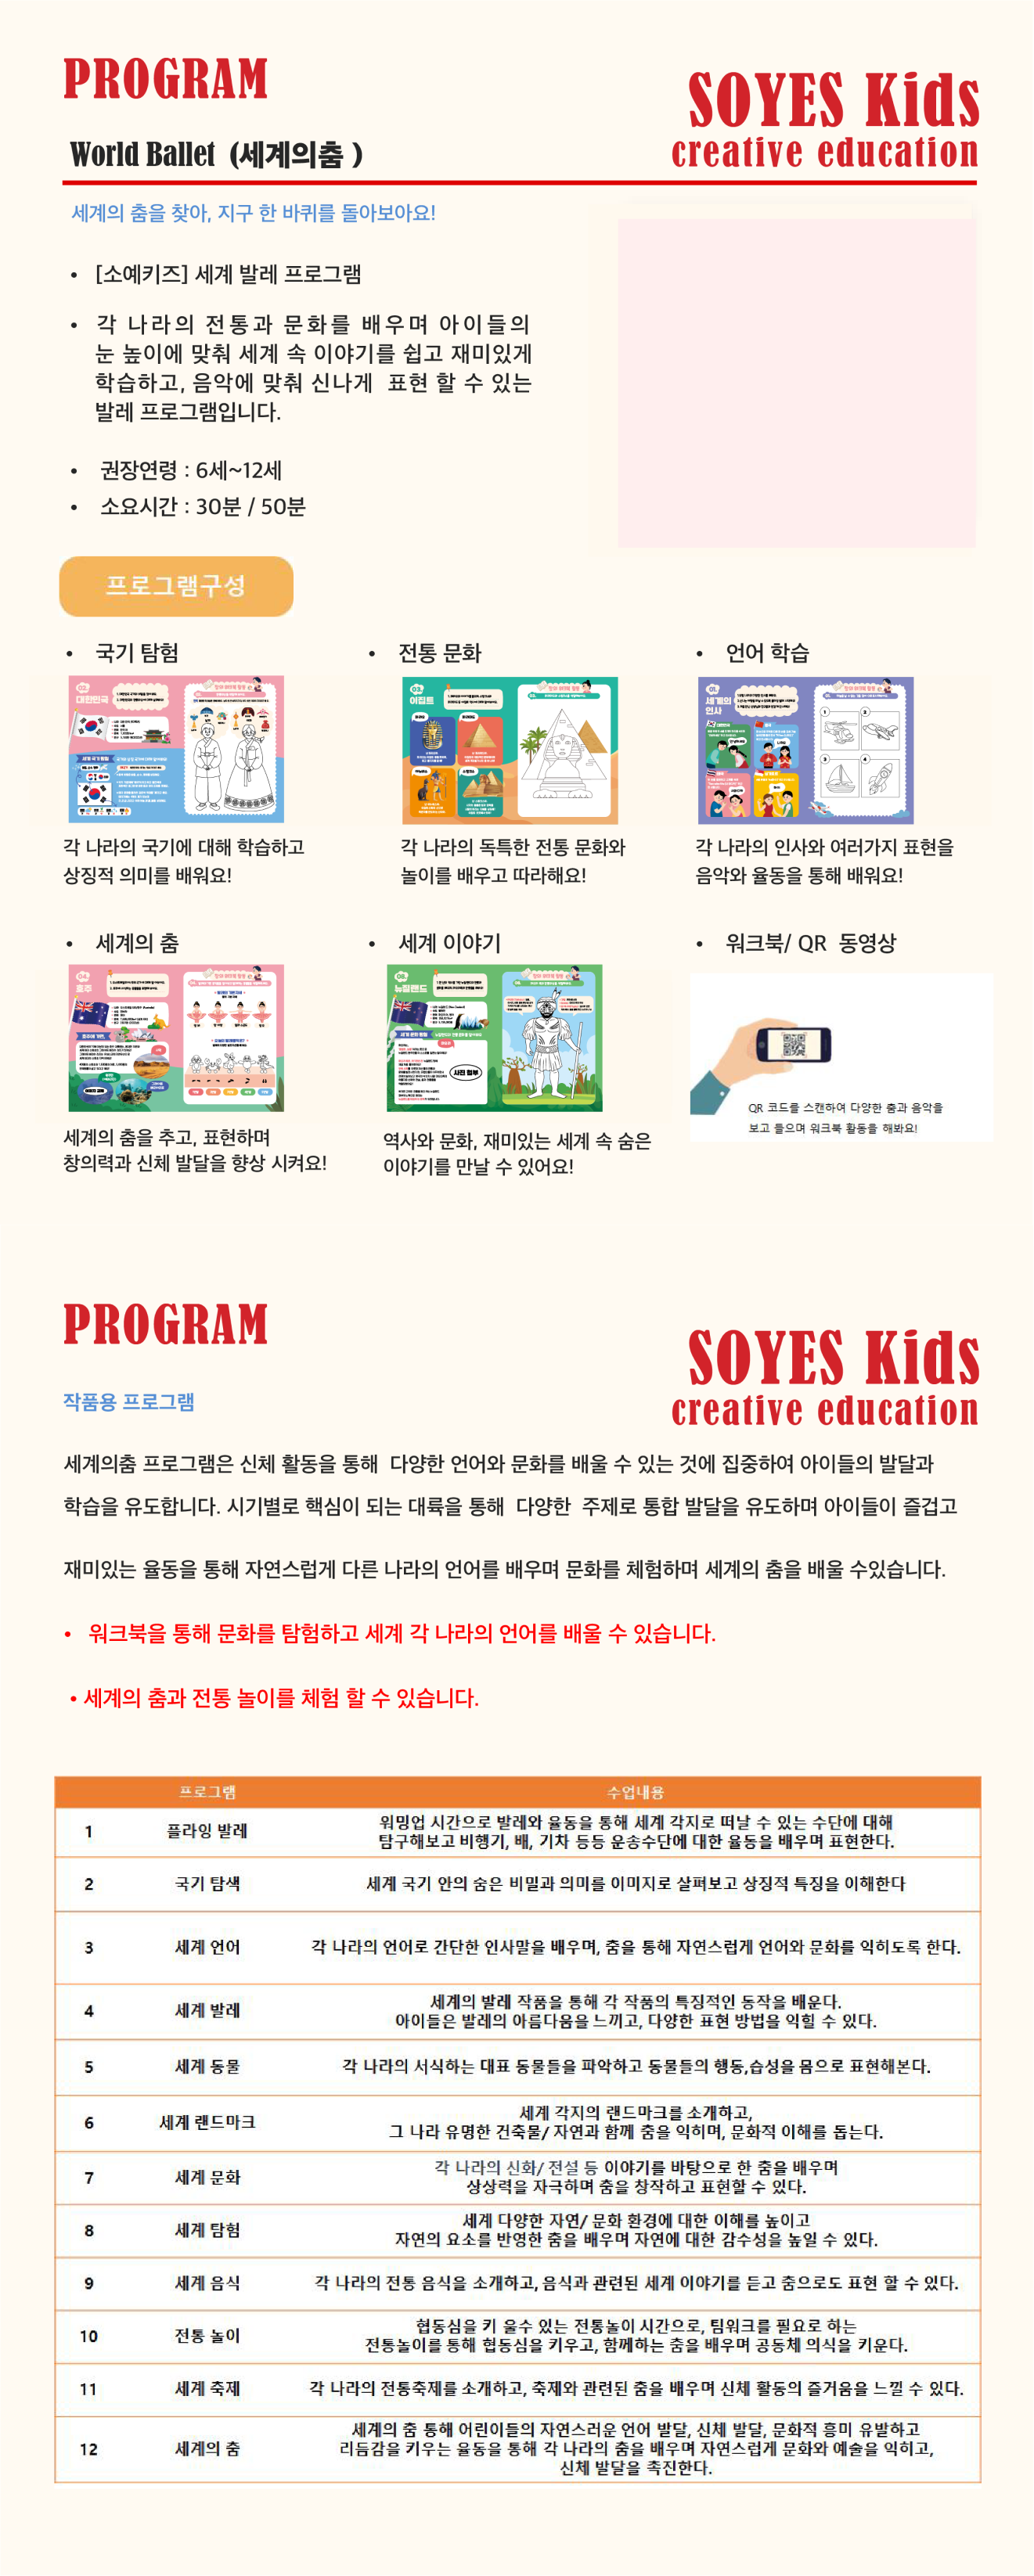 PROGRAM
SOYES Kids
creative education
World Ballet (세계의춤 )
세계의 춤을 찾아, 지구 한 바퀴를 돌아보아요!
• [소예키즈] 세계 발레 프로그램
• 각 나라의 전통과 문화를 배우며 아이들의
눈 높이에 맞춰 세계 속 이야기를 쉽고 재미있게
학습하고, 음악에 맞춰 신나게 표현 할 수 있는
발레 프로그램입니다.
• 권장연령 : 6세~12세
• 소요시간 : 30분 / 50분
프로그램구성
• 국기 탐험
• 전통 문화
• 언어 학습
02.
대한민국
03.
이집트
01.
세계의
인사
각 나라의 국기에 대해 학습하고
상징적 의미를 배워요!
각 나라의 독특한 전통 문화와
놀이를 배우고 따라해요!
각 나라의 인사와 여러가지 표현을
음악와 율동을 통해 배워요!
• 세계의 춤
• 세계 이야기
• 워크북/ QR 동영상
04.
호주
뉴질랜드
사진 첨부
QR 코드를 스캔하여 다양한 춤과 음악을
보고 들으며 워크북 활동을 해봐요!
세계의 춤을 추고, 표현하며
창의력과 신체 발달을 향상 시켜요!
역사와 문화, 재미있는 세계 속 숨은
이야기를 만날 수 있어요!
PROGRAM
SOYES Kids
creative education
작품용 프로그램
세계의춤 프로그램은 신체 활동을 통해 다양한 언어와 문화를 배울 수 있는 것에 집중하여 아이들의 발달과
학습을 유도합니다. 시기별로 핵심이 되는 대륙을 통해 다양한 주제로 통합 발달을 유도하며 아이들이 즐겁고
재미있는 율동을 통해 자연스럽게 다른 나라의 언어를 배우며 문화를 체험하며 세계의 춤을 배울 수있습니다.
• 워크북을 통해 문화를 탐험하고 세계 각 나라의 언어를 배울 수 있습니다.
• 세계의 춤과 전통 놀이를 체험 할 수 있습니다.
프로그램 수업내용
1 플라잉 발레 워밍업 시간으로 발레와 율동을 통해 세계 각지로 떠날 수 있는 수단에 대해
탐구해보고 비행기, 배, 기차 등등 운송수단에 대한 율동을 배우며 표현한다.
2 국기 탐색 세계 국기 안의 숨은 비밀과 의미를 이미지로 살펴보고 상징적 특징을 이해한다
3 세계 언어 각 나라의 언어로 간단한 인사말을 배우며, 춤을 통해 자연스럽게 언어와 문화를 익히도록 한다.
4 세계 발레 세계의 발레 작품을 통해 각 작품의 특징적인 동작을 배운다.
아이들은 발레의 아름다움을 느끼고, 다양한 표현 방법을 익힐 수 있다.
5 세계 동물 각 나라의 서식하는 대표 동물들을 파악하고 동물들의 행동,습성을 몸으로 표현해본다.
6 세계 랜드마크 세계 각지의 랜드마크를 소개하고,
그 나라 유명한 건축물/ 자연과 함께 춤을 익히며, 문화적 이해를 돕는다.
7 세계 문화 각 나라의 신화/ 전설 등 이야기를 바탕으로 한 춤을 배우며
상상력을 자극하며 춤을 창작하고 표현할 수 있다.
8 세계 탐험 세계 다양한 자연/ 문화 환경에 대한 이해를 높이고
자연의 요소를 반영한 춤을 배우며 자연에 대한 감수성을 높일 수 있다.
9 세계 음식 각 나라의 전통 음식을 소개하고, 음식과 관련된 세계 이야기를 듣고 춤으로도 표현 할 수 있다.
10 전통 놀이 협동심을 키 울수 있는 전통놀이 시간으로, 팀워크를 필요로 하는
전통놀이를 통해 협동심을 키우고, 함께하는 춤을 배우며 공동체 의식을 키운다.
11 세계 축제 각 나라의 전통축제를 소개하고, 축제와 관련된 춤을 배우며 신체 활동의 즐거움을 느낄 수 있다.
12 세계의 춤 세계의 춤 통해 어린이들의 자연스러운 언어 발달, 신체 발달, 문화적 흥미 유발하고
리듬감을 키우는 율동을 통해 각 나라의 춤을 배우며 자연스럽게 문화와 예술을 익히고,
신체 발달을 촉진한다.